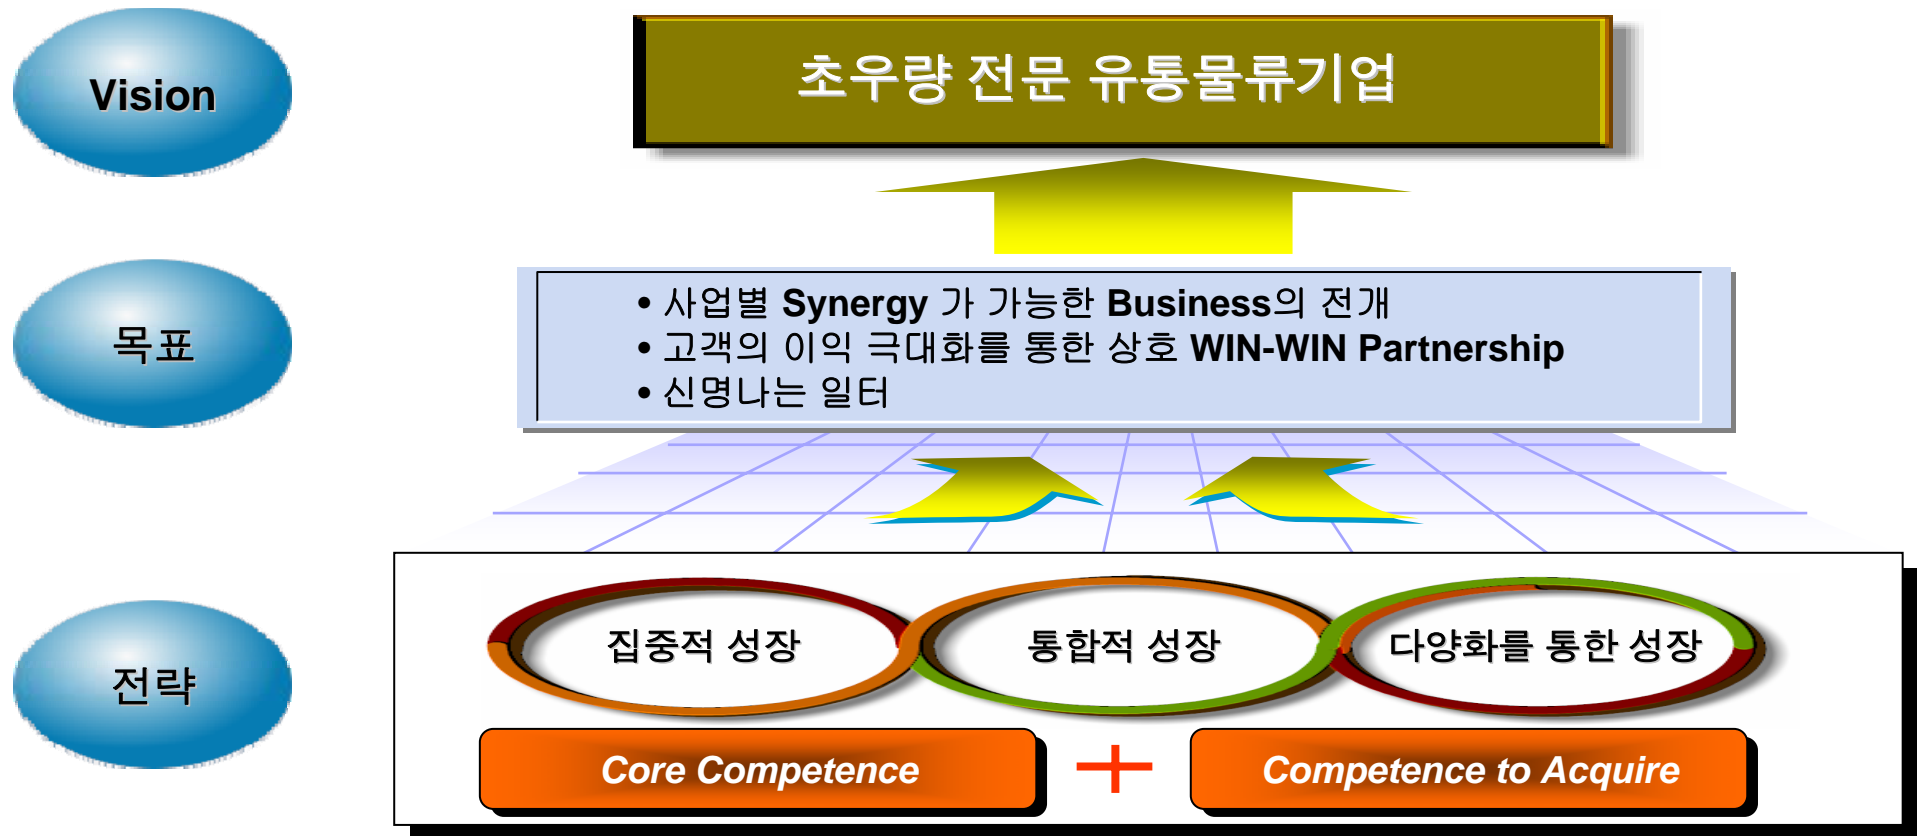 Vision
초우량 전문 유통물류기업
목표
• 사업별 Synergy 가 가능한 Business의 전개
• 고객의 이익 극대화를 통한 상호 WIN-WIN Partnership
• 신명나는 일터
전략
집중적 성장
통합적 성장
다양화를 통한 성장
Core Competence
+
Competence to Acquire